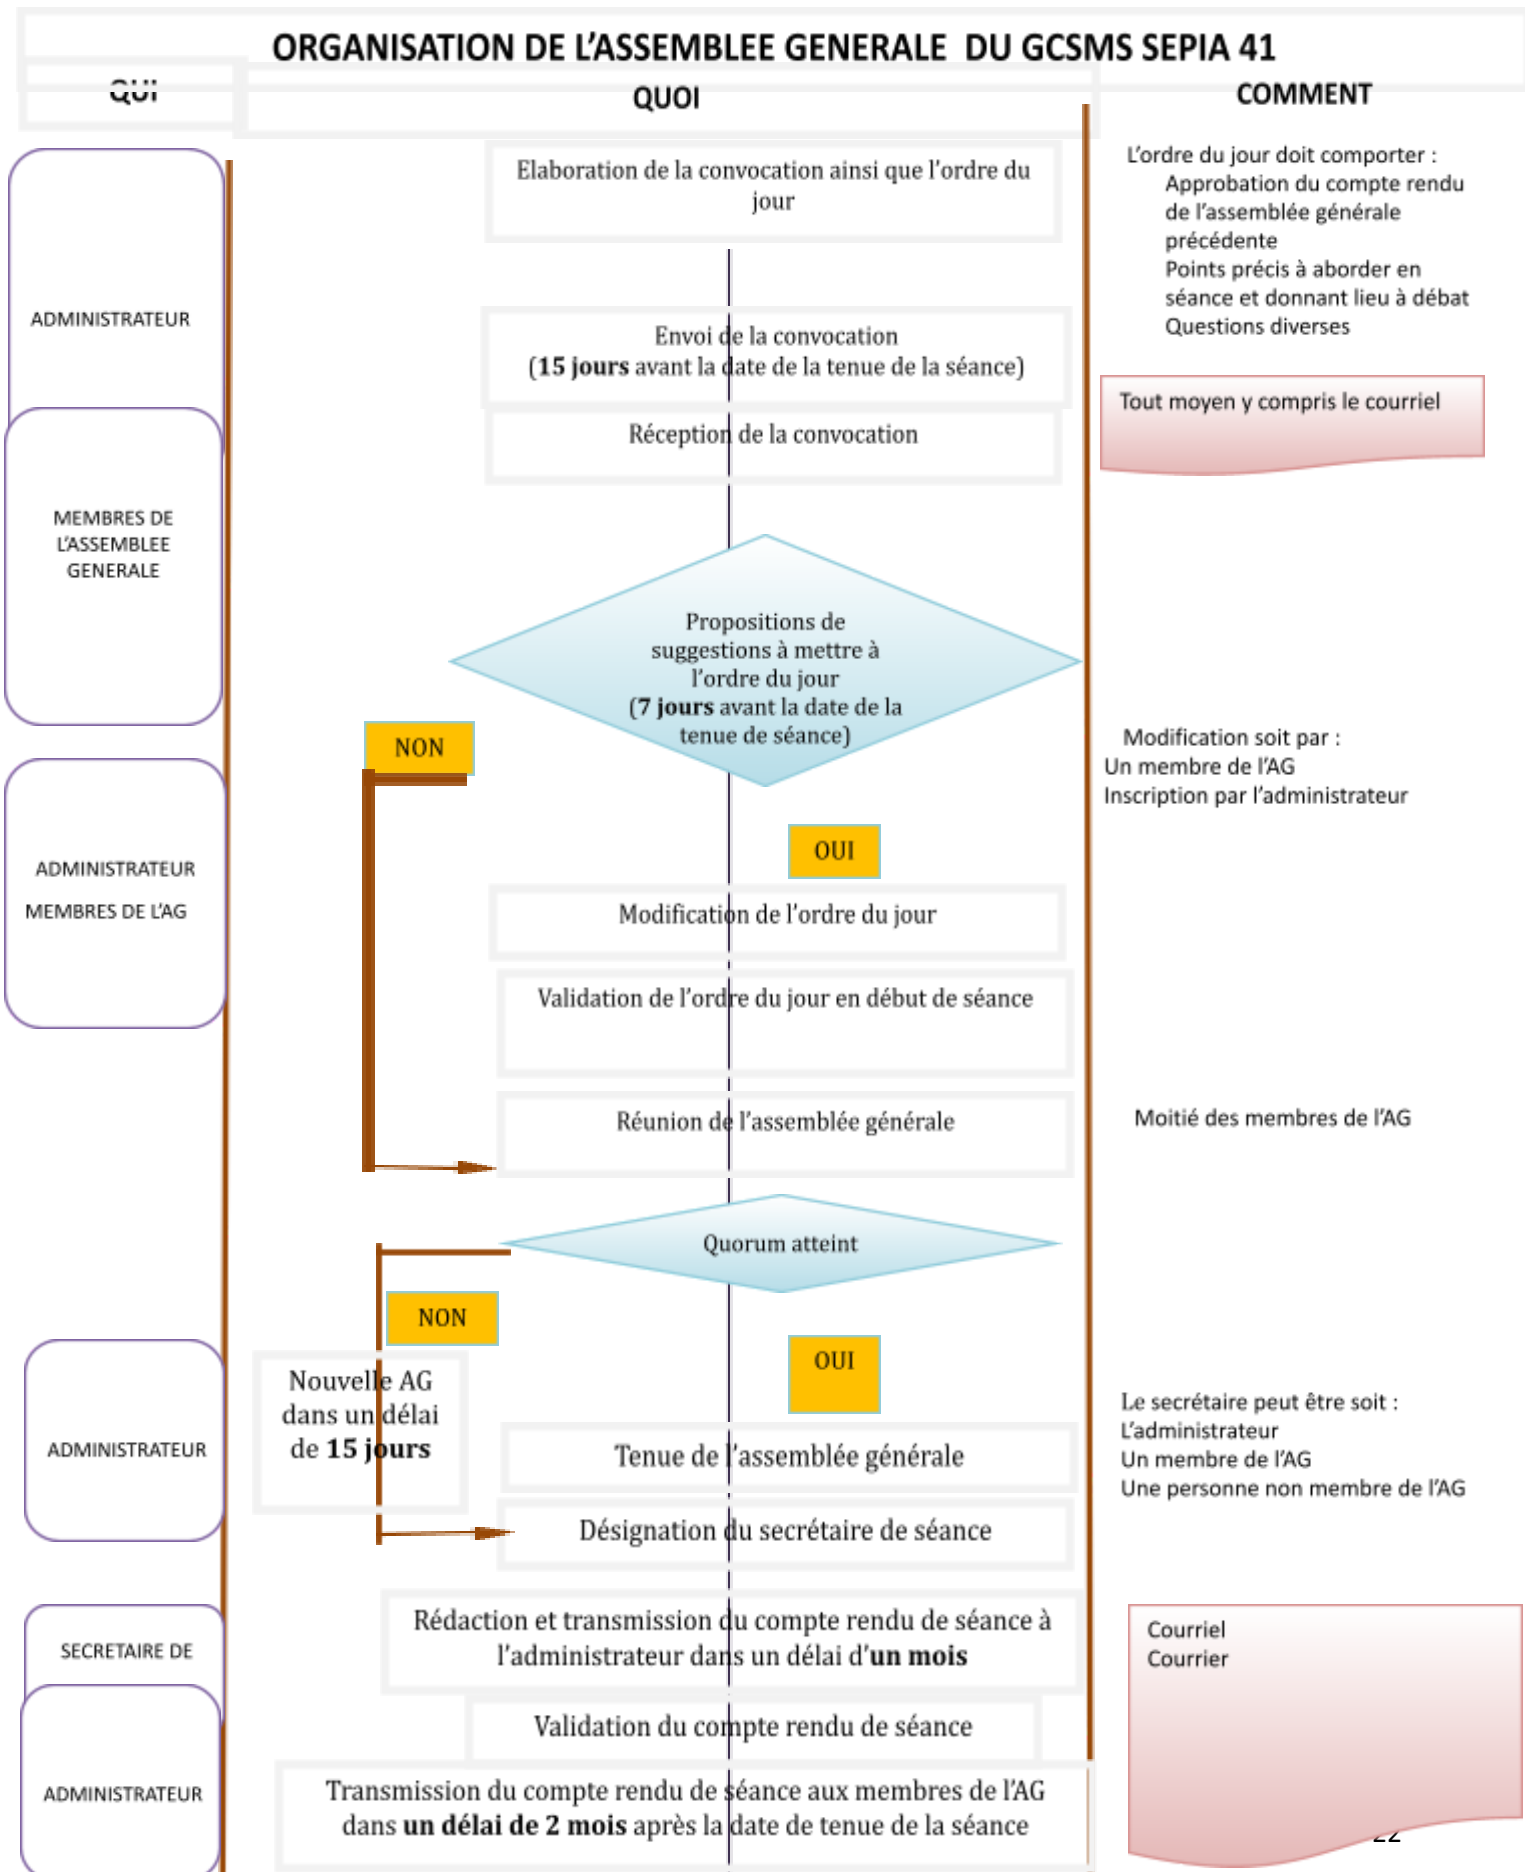 ORGANISATION DE L'ASSEMBLEE GENERALE DU GCSMS SEPIA 41
QUI
QUOI
COMMENT
ADMINISTRATEUR
Elaboration de la convocation ainsi que l'ordre du
jour
L'ordre du jour doit comporter :
Approbation du compte rendu
de l'assemblée générale
précédente
Points précis à aborder en
séance et donnant lieu à débat
Questions diverses
Envoi de la convocation
(15 jours avant la date de la tenue de la séance)
Tout moyen y compris le courriel
Réception de la convocation
MEMBRES DE
L'ASSEMBLEE
GENERALE
Propositions de
suggestions à mettre à
l'ordre du jour
(7 jours avant la date de la
tenue de séance)
NON
Modification soit par :
Un membre de l'AG
Inscription par l'administrateur
OUI
ADMINISTRATEUR
MEMBRES DE L'AG
Modification de l'ordre du jour
Validation de l'ordre du jour en début de séance
Réunion de l'assemblée générale
Moitié des membres de l'AG
Quorum atteint
NON
OUI
Nouvelle AG
dans un délai
de 15 jours
ADMINISTRATEUR
Tenue de l'assemblée générale
Le secrétaire peut être soit :
L'administrateur
Un membre de l'AG
Une personne non membre de l'AG
Désignation du secrétaire de séance
SECRETAIRE DE
Rédaction et transmission du compte rendu de séance à
l'administrateur dans un délai d'un mois
Courriel
Courrier
Validation du compte rendu de séance
ADMINISTRATEUR
Transmission du compte rendu de séance aux membres de l'AG
dans un délai de 2 mois après la date de tenue de la séance
22